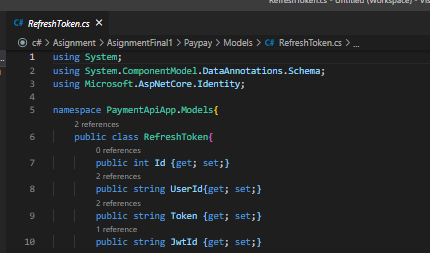 RefreshToken.cs - Untitled (Workspace) - Vis
RefreshToken.cs ×
c# > Asignment > AsignmentFinal1 > Paypay > Models > RefreshToken.cs > ...
1 using System;
2 using System.ComponentModel.DataAnnotations.Schema;
3 using Microsoft.AspNetCore.Identity;
4
5 namespace PaymentApiApp.Models{
2 references
6 public class RefreshToken{
0 references
7 public int Id {get; set;}
2 references
8 public string UserId{get; set;}
2 references
9 public string Token {get; set;}
1 reference
10 public string JwtId {get; set;}